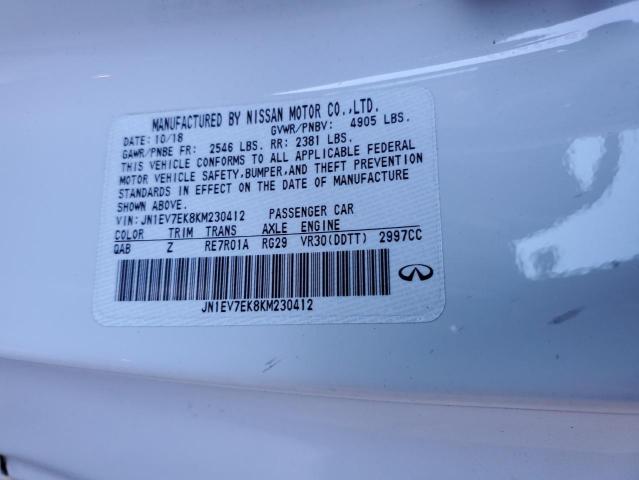 MANUFACTURED BY NISSAN MOTOR CO.,LTD.
DATE: 10/18 GVWR/PNBV: 4905 LBS.
GAWR/PNBE FR: 2546 LBS. RR: 2381 LBS.
THIS VEHICLE CONFORMS TO ALL APPLICABLE FEDERAL
MOTOR VEHICLE SAFETY,BUMPER,AND THEFT PREVENTION
STANDARDS IN EFFECT ON THE DATE OF MANUFACTURE
SHOWN ABOVE.
VIN: JN1EV7EK8KM230412 PASSENGER CAR
COLOR TRIM TRANS AXLE ENGINE
QAB Z RE7R01A RG29 VR30(DDTT) 2997CC
JN1EV7EK8KM230412